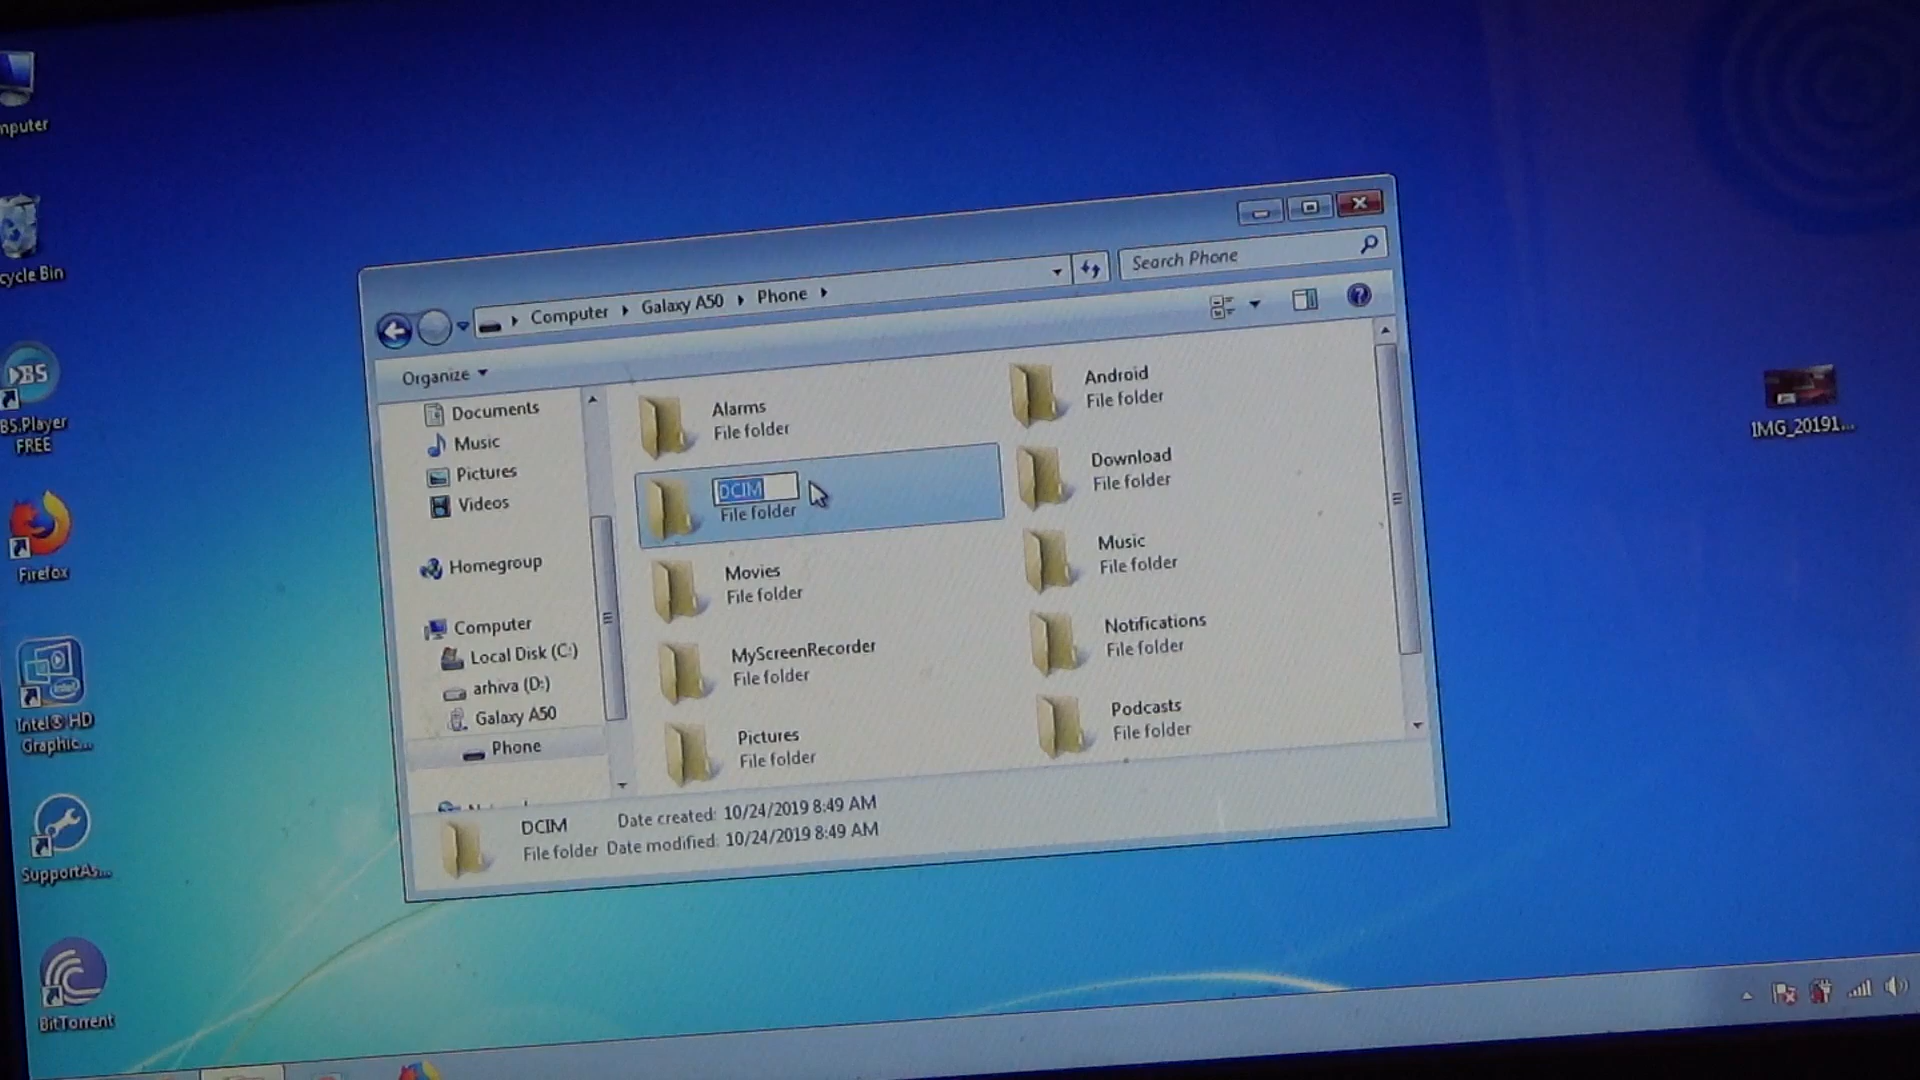 mputer
cycle Bin
BS
BS.Player
FREE
Firefox
intel
Intel® HD
Graphic...
SupportAs...
BitTorrent
Computer Galaxy A50 Phone
Search Phone
Organize
Documents
Music
Pictures
Videos
Homegroup
Computer
Local Disk (C:)
arhiva (D:)
Galaxy A50
Phone
Alarms
File folder
Android
File folder
DCIM
File folder
Download
File folder
Movies
File folder
Music
File folder
MyScreenRecorder
File folder
Notifications
File folder
Pictures
File folder
Podcasts
File folder
DCIM Date created: 10/24/2019 8:49 AM
File folder Date modified: 10/24/2019 8:49 AM
IMG_20191...